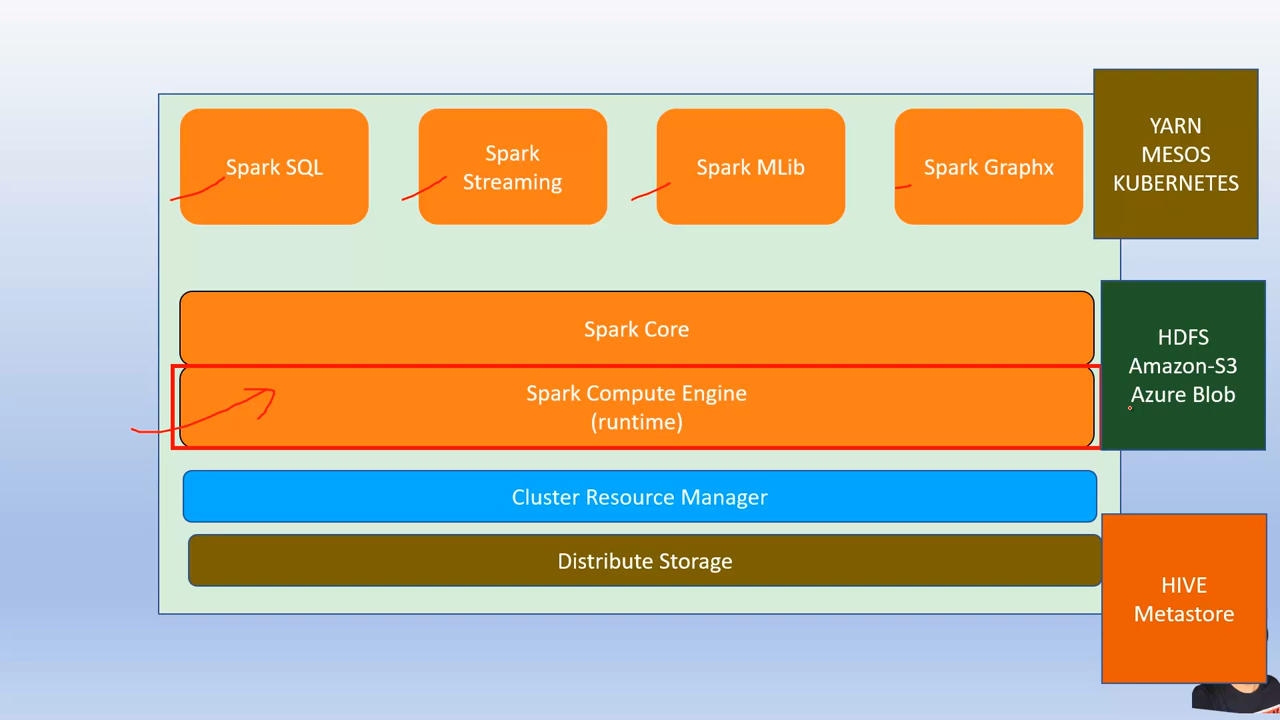 Spark SQL
Spark
Streaming
Spark MLib
Spark Graphx
YARN
MESOS
KUBERNETES
Spark Core
Spark Compute Engine
(runtime)
HDFS
Amazon-S3
Azure Blob
Cluster Resource Manager
Distribute Storage
HIVE
Metastore